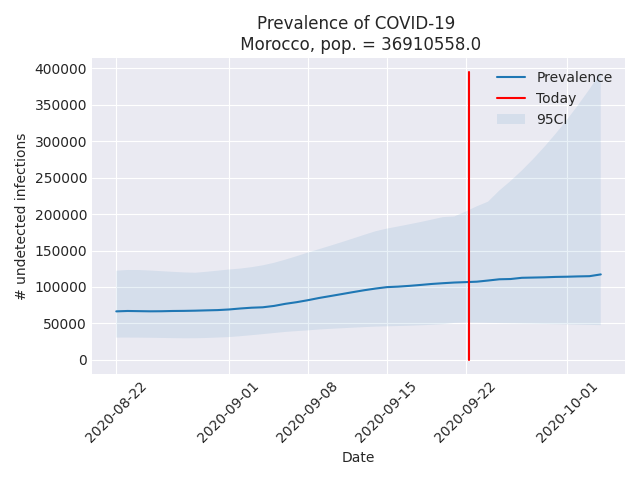 Prevalence of COVID-19
Morocco, pop. = 36910558.0
400000
350000
300000
250000
200000
150000
100000
50000
0
# undetected infections
Prevalence
Today
95CI
2020-08-22
2020-09-01
2020-09-08
2020-09-15
2020-09-22
2020-10-01
Date